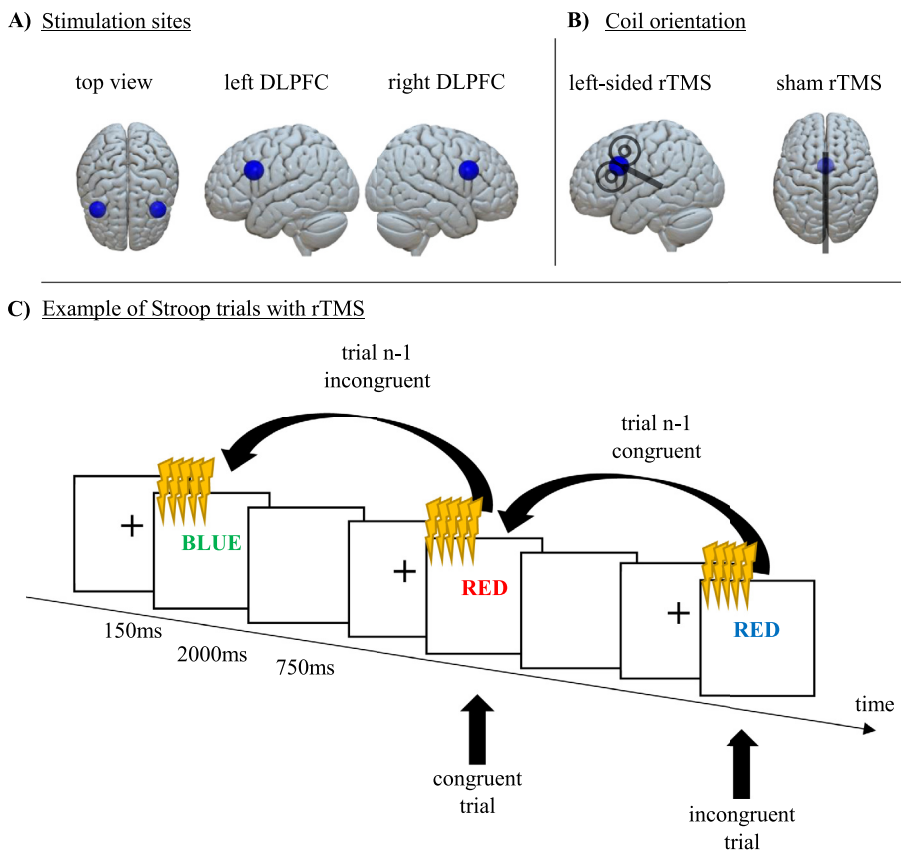 A) Stimulation sites
B) Coil orientation
top view
left DLPFC
right DLPFC
left-sided rTMS
sham rTMS
C) Example of Stroop trials with rTMS
trial n-1
incongruent
trial n-1
congruent
+
BLUE
+
RED
+
RED
150ms
2000ms
750ms
time
congruent
trial
incongruent
trial